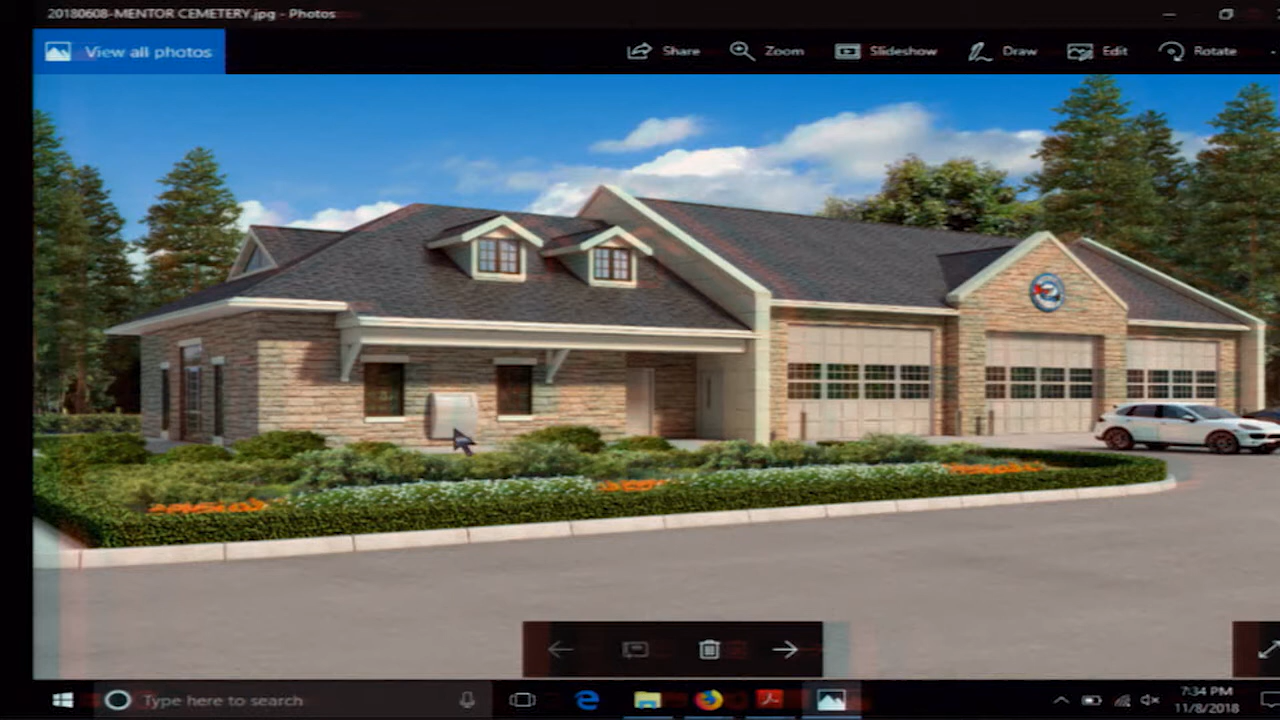 20180608-MENTOR CEMETERY.jpg - Photos
View all photos
Share
Zoom
Slideshow
Draw
Edit
Rotate
Type here to search
7:34 PM
11/8/2018